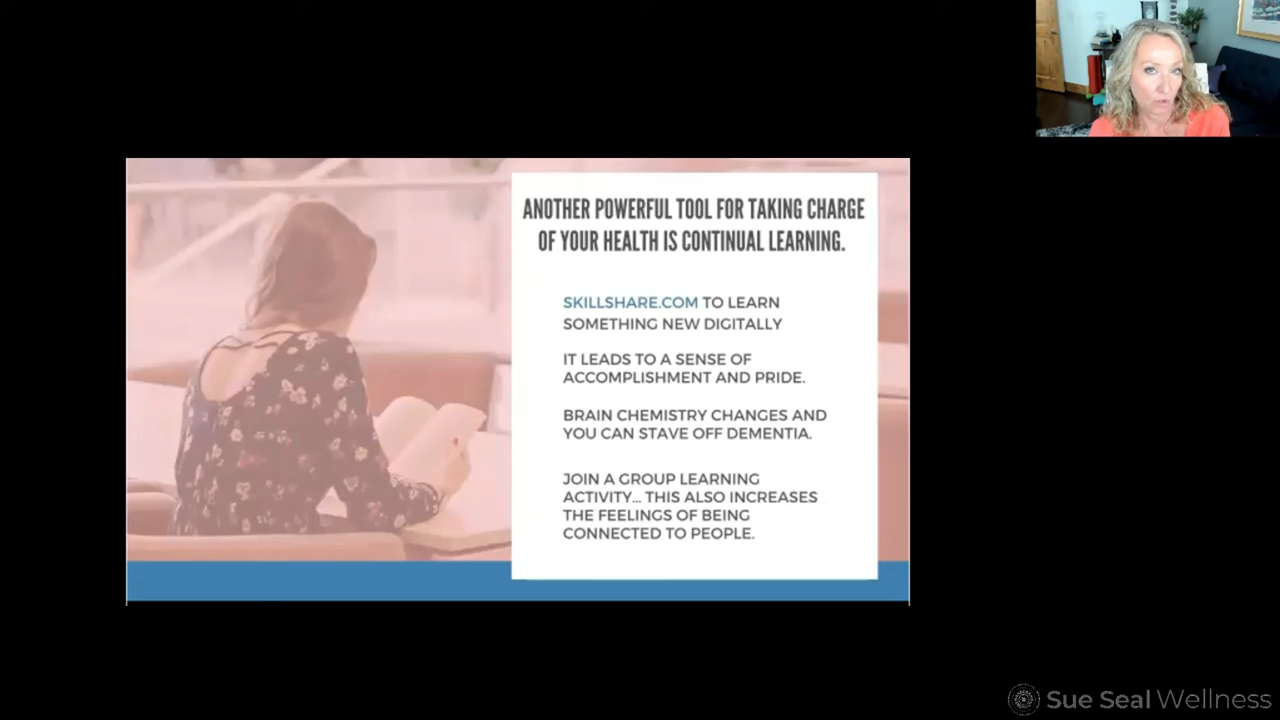 ANOTHER POWERFUL TOOL FOR TAKING CHARGE
OF YOUR HEALTH IS CONTINUAL LEARNING.
SKILLSHARE.COM TO LEARN
SOMETHING NEW DIGITALLY
IT LEADS TO A SENSE OF
ACCOMPLISHMENT AND PRIDE.
BRAIN CHEMISTRY CHANGES AND
YOU CAN STAVE OFF DEMENTIA.
JOIN A GROUP LEARNING
ACTIVITY... THIS ALSO INCREASES
THE FEELINGS OF BEING
CONNECTED TO PEOPLE.
Sue Seal Wellness